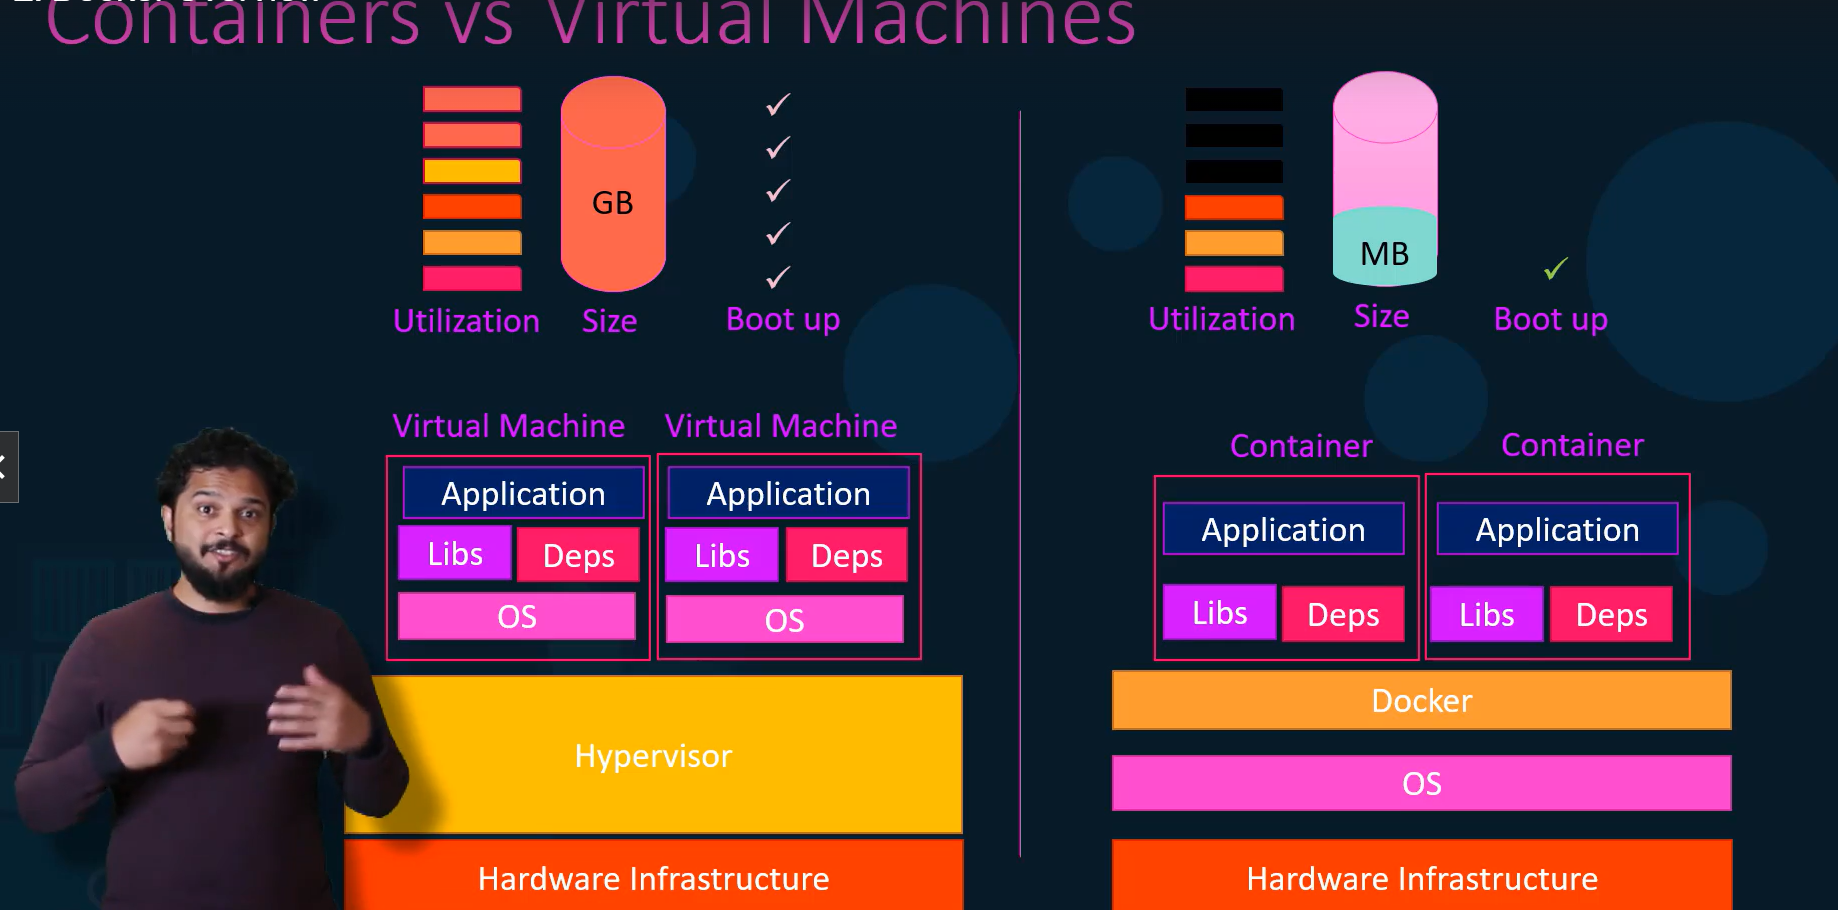 Containers vs Virtual Machines
GB
Utilization
Size
Boot up
Virtual Machine
Virtual Machine
Application
Application
Libs
Deps
Libs
Deps
OS
OS
Hypervisor
Hardware Infrastructure
MB
Utilization
Size
Boot up
Container
Container
Application
Application
Libs
Deps
Libs
Deps
Docker
OS
Hardware Infrastructure